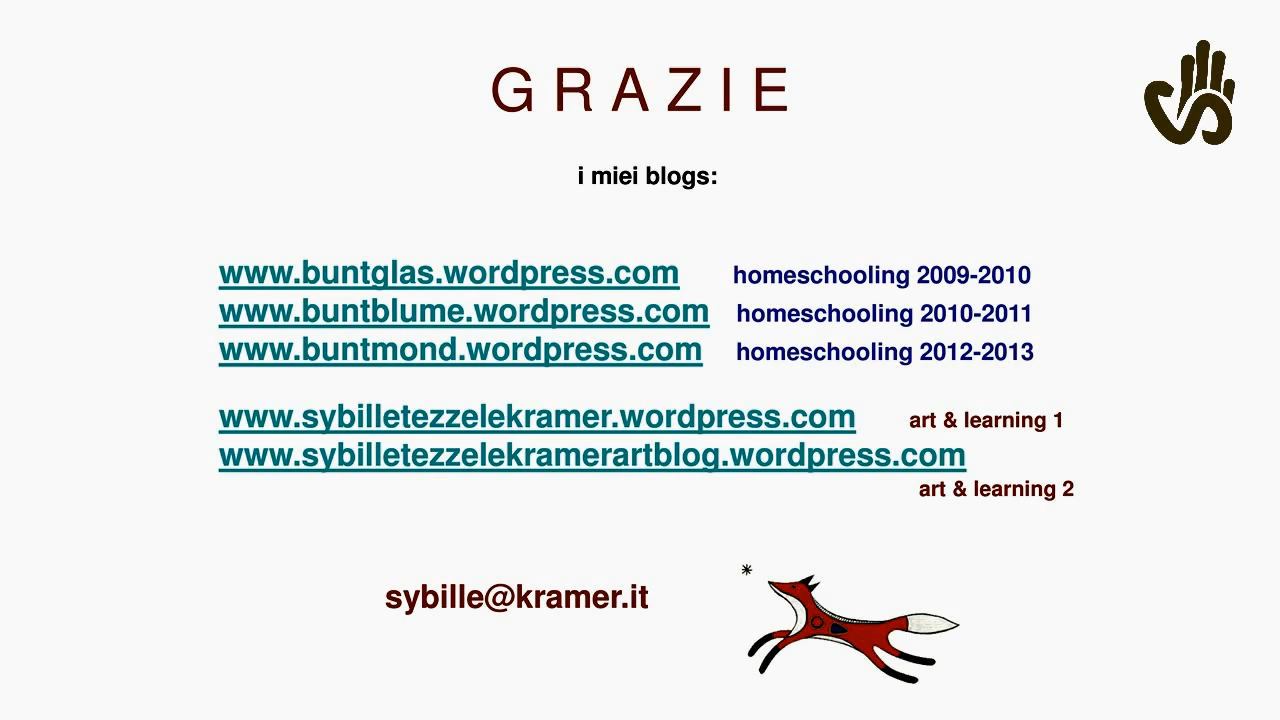 G R A Z I E
i miei blogs:
www.buntglas.wordpress.com homeschooling 2009-2010
www.buntblume.wordpress.com homeschooling 2010-2011
www.buntmond.wordpress.com homeschooling 2012-2013
www.sybilletezzelekramer.wordpress.com art & learning 1
www.sybilletezzelekramerartblog.wordpress.com
art & learning 2
sybille@kramer.it